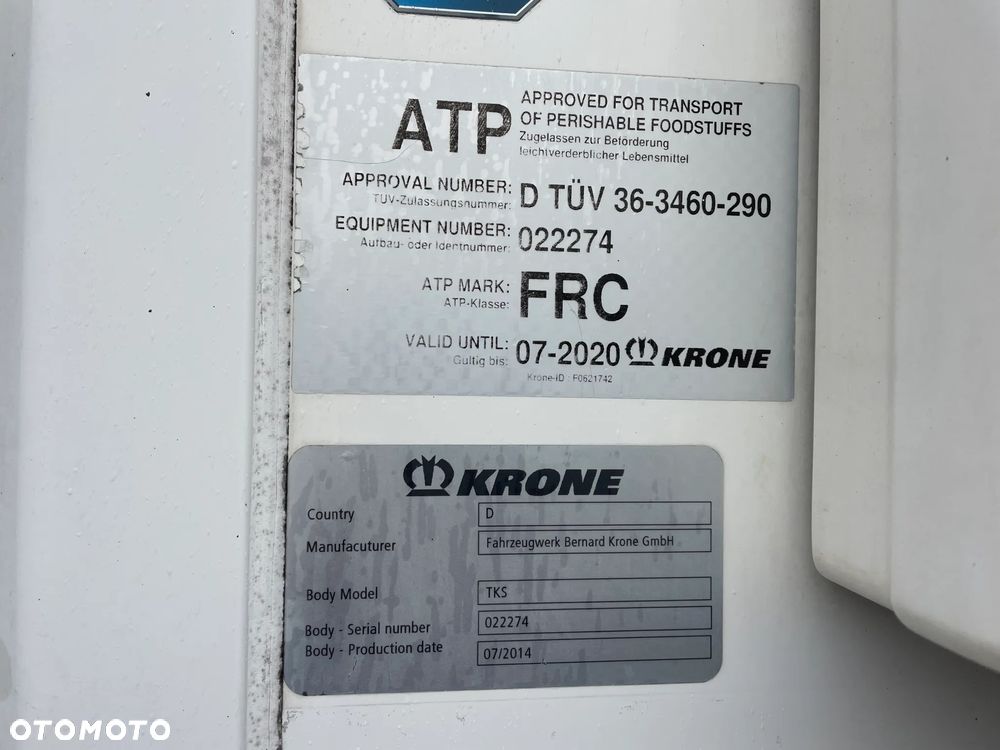 ATP
APPROVED FOR TRANSPORT
OF PERISHABLE FOODSTUFFS
Zugelassen zur Beförderung
leichtverderblicher Lebensmittel
APPROVAL NUMBER: D TÜV 36-3460-290
TÜV-Zulassungsnummer:
EQUIPMENT NUMBER: 022274
Aufbau- oder Identnummer:
ATP MARK: FRC
ATP-Klasse:
VALID UNTIL: 07-2020 KRONE
Gültig bis:
Krone-ID : F0621742
KRONE
Country D
Manufacuturer Fahrzeugwerk Bernard Krone GmbH
Body Model TKS
Body - Serial number 022274
Body - Production date 07/2014
OTOMOTO